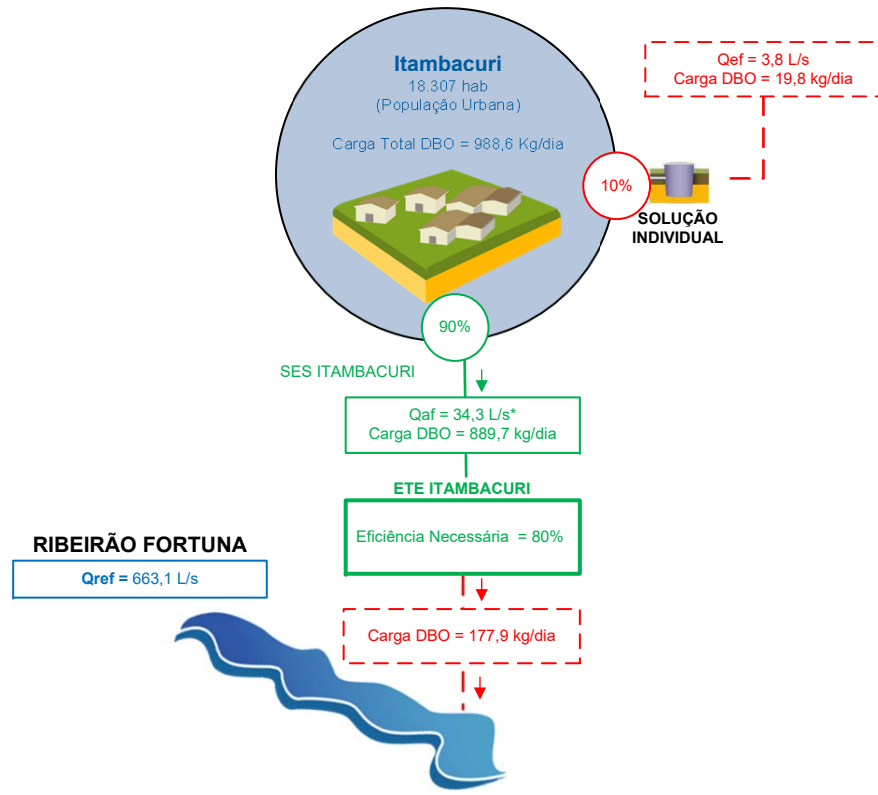 Itambacuri
18.307 hab
(População Urbana)
Carga Total DBO = 988,6 Kg/dia
Qef = 3,8 L/s
Carga DBO = 19,8 kg/dia
10%
SOLUÇÃO
INDIVIDUAL
90%
SES ITAMBACURI
Qaf = 34,3 L/s*
Carga DBO = 889,7 kg/dia
ETE ITAMBACURI
Eficiência Necessária = 80%
RIBEIRÃO FORTUNA
Qref = 663,1 L/s
Carga DBO = 177,9 kg/dia